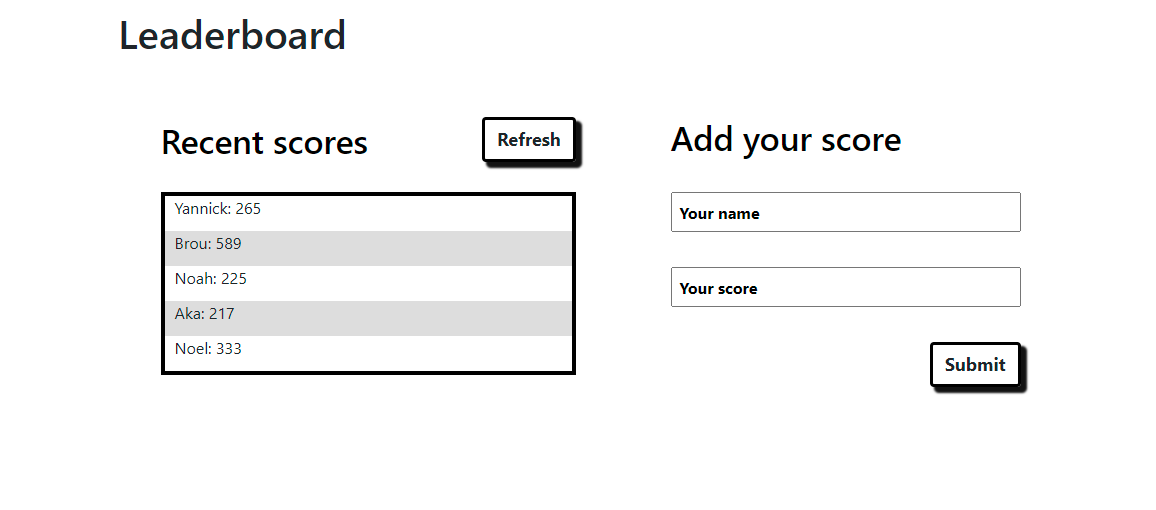 Leaderboard
Recent scores
Refresh
Yannick: 265
Brou: 589
Noah: 225
Aka: 217
Noel: 333
Add your score
Your name
Your score
Submit